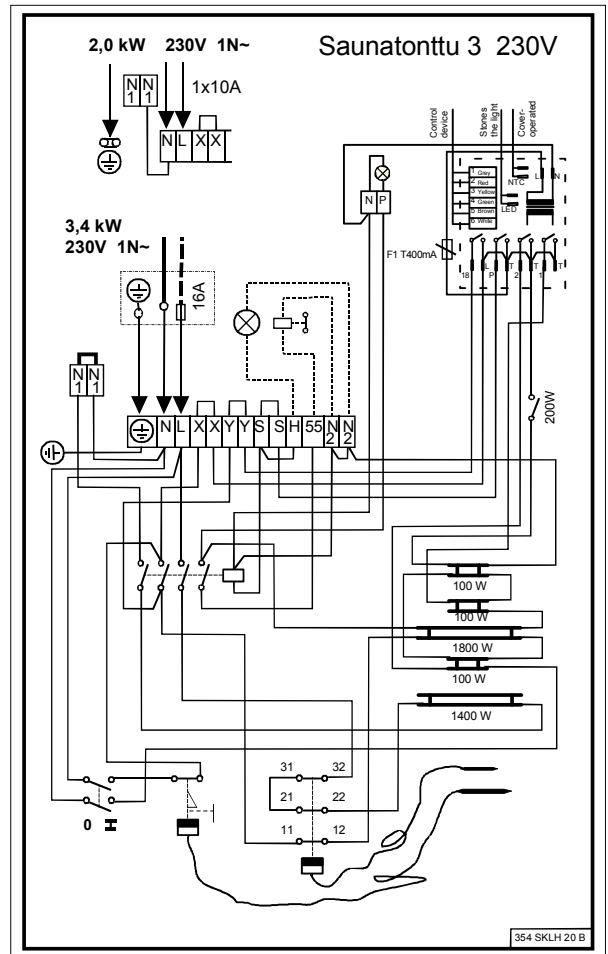 2,0 kW 230V 1N~
Saunatonttu 3 230V
1x10A
N 1 N 1
N L X X
Control device
Stones the light
Cover-operated
1 Grey
2 Red
3 Yellow
4 Green
5 Brown
6 White
NTC
L N
LED
N P
F1 T400mA
18 L P T 2 T 1 T
3,4 kW
230V 1N~
16A
200W
N 1 N 1
N L X X Y Y S S H 55 N 2 N 2
100 W
100 W
1800 W
100 W
1400 W
31 32
21 22
11 12
0 I
354 SKLH 20 B